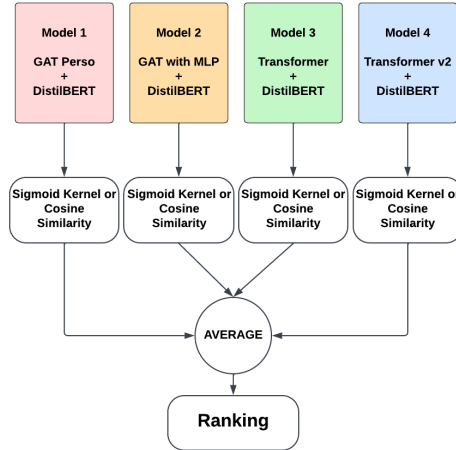 Model 1
GAT Perso
+
DistilBERT
Model 2
GAT with MLP
+
DistilBERT
Model 3
Transformer
+
DistilBERT
Model 4
Transformer v2
+
DistilBERT
Sigmoid Kernel or
Cosine
Similarity
Sigmoid Kernel or
Cosine
Similarity
Sigmoid Kernel or
Cosine
Similarity
Sigmoid Kernel or
Cosine
Similarity
AVERAGE
Ranking